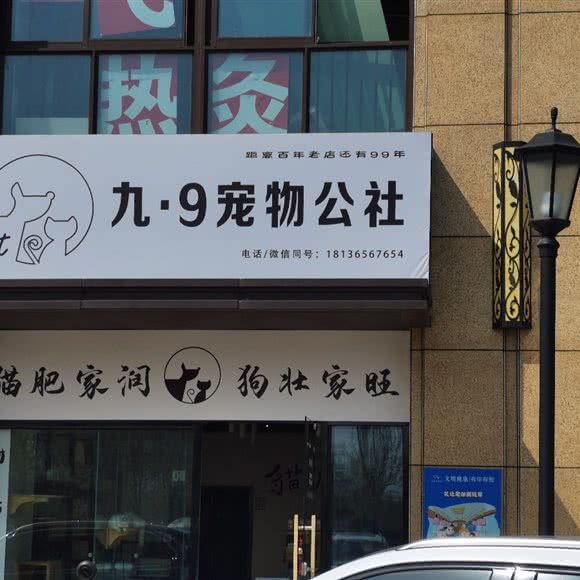 热灸
距离百年老店还有99年
九·9宠物公社
电话/微信同号：18136567654
猫肥家润 狗壮家旺
猫